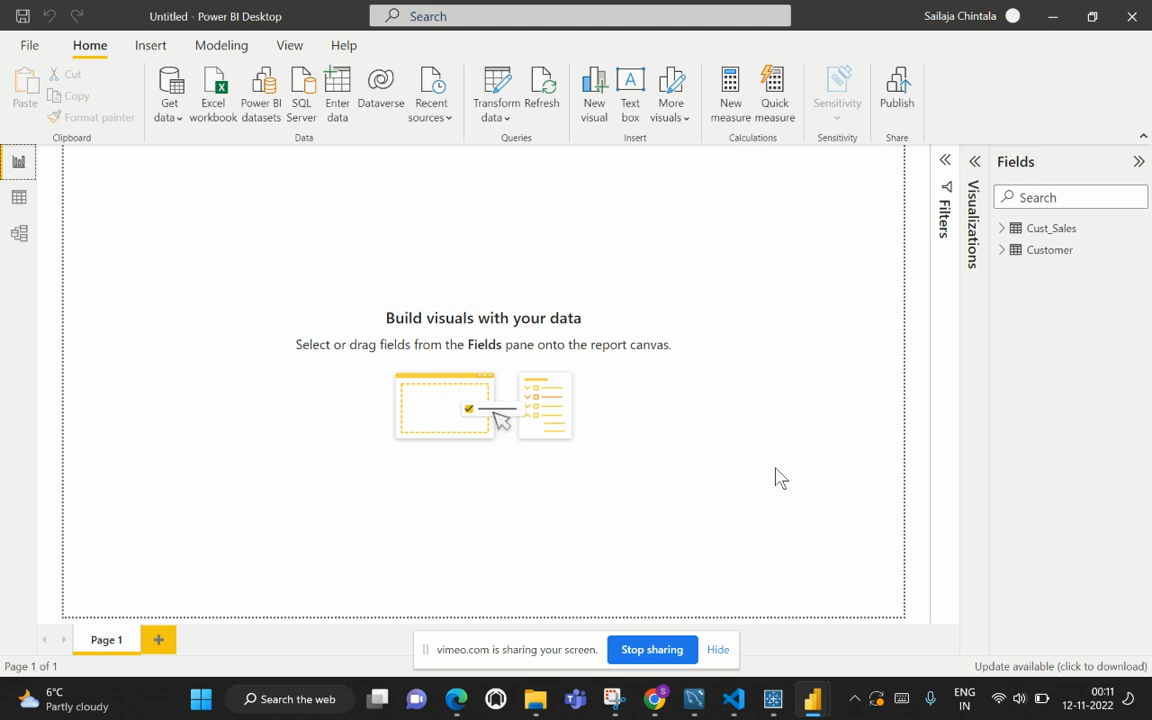 Untitled - Power BI Desktop
Search
Sailaja Chintala
File
Home
Insert
Modeling
View
Help
Paste
Cut
Copy
Format painter
Clipboard
Get data
Excel workbook
Power BI datasets
SQL Server
Enter data
Dataverse
Recent sources
Data
Transform data
Refresh
Queries
New visual
Text box
More visuals
Insert
New measure
Quick measure
Calculations
Sensitivity
Sensitivity
Publish
Share
Filters
Visualizations
Fields
Search
Cust_Sales
Customer
Build visuals with your data
Select or drag fields from the Fields pane onto the report canvas.
Page 1
vimeo.com is sharing your screen.
Stop sharing
Hide
Page 1 of 1
Update available (click to download)
6°C
Partly cloudy
Search the web
ENG
IN
00:11
12-11-2022